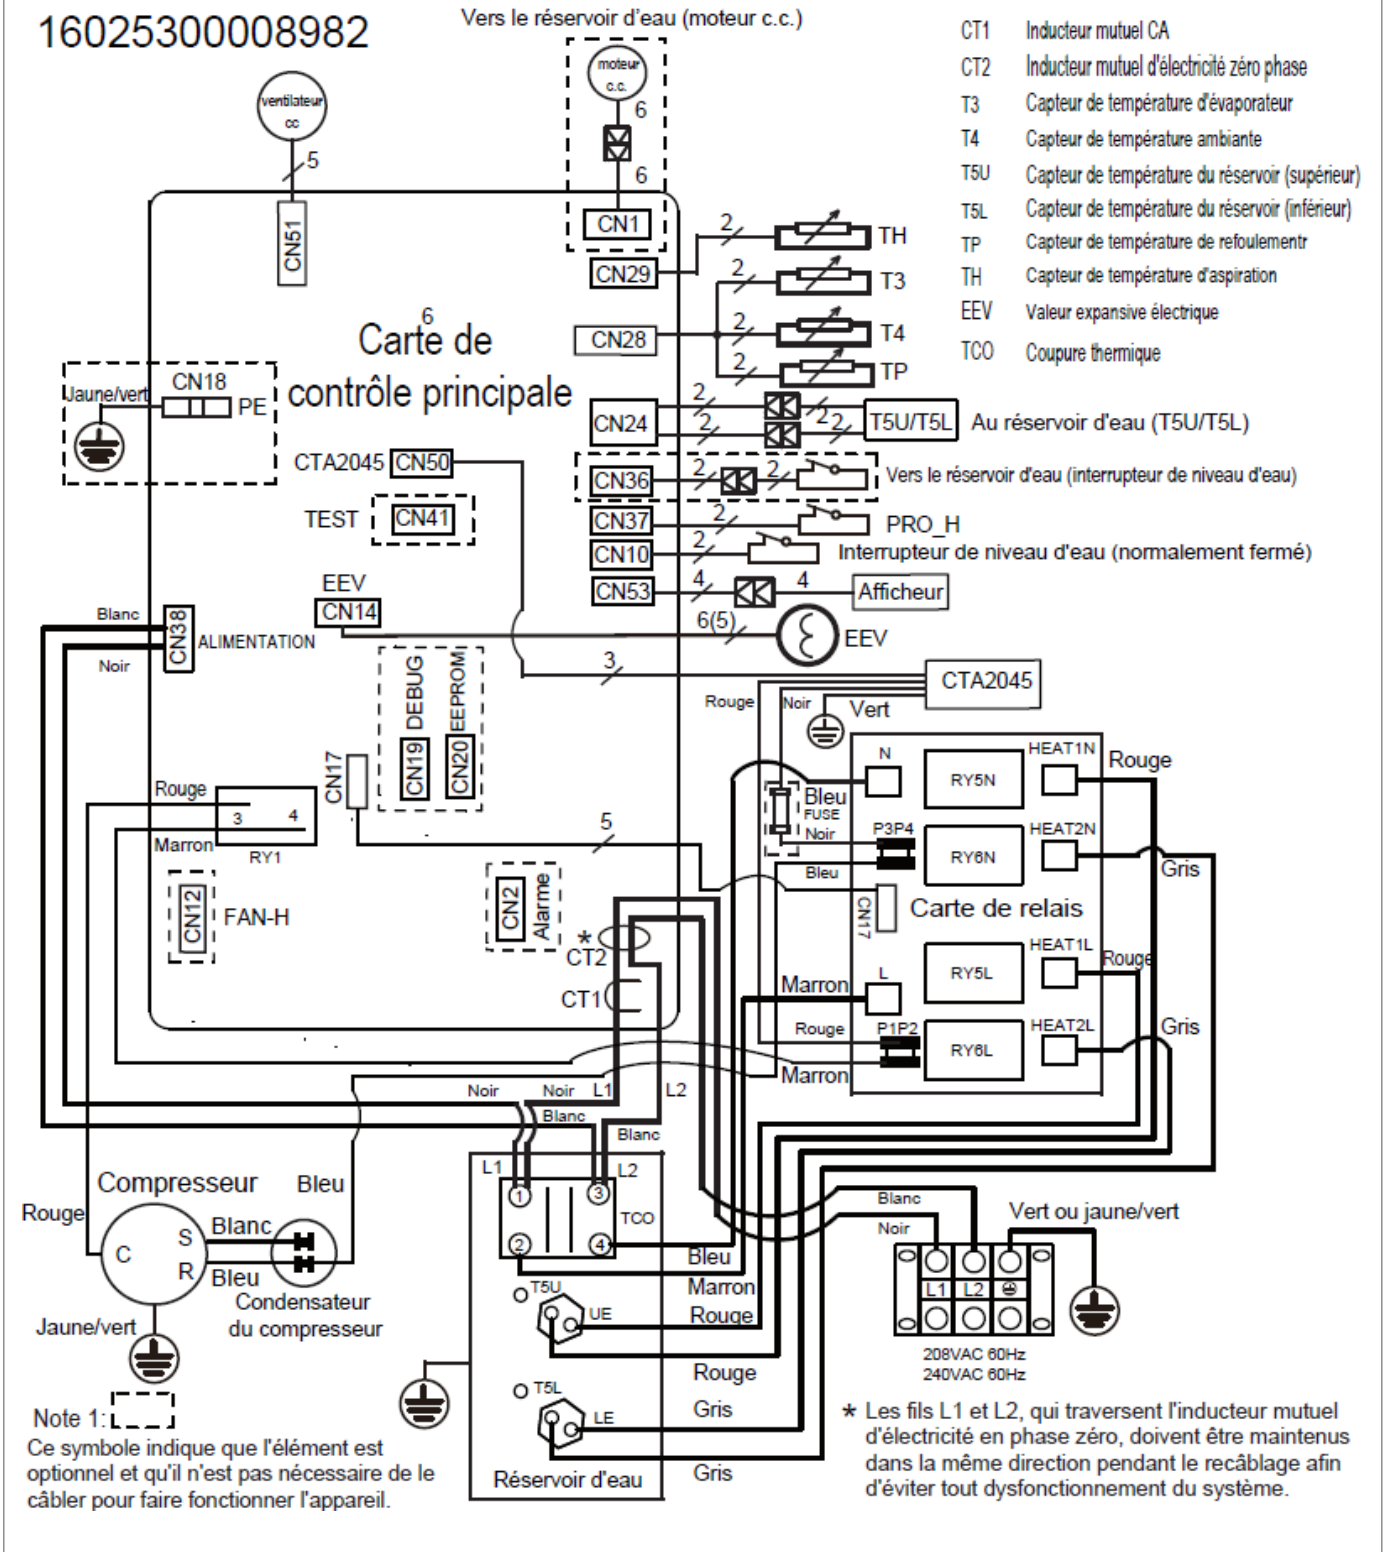 16025300008982
Vers le réservoir d'eau (moteur c.c.)
CT1 Inducteur mutuel CA
CT2 Inducteur mutuel d'électricité zéro phase
T3 Capteur de température d'évaporateur
T4 Capteur de température ambiante
T5U Capteur de température du réservoir (supérieur)
T5L Capteur de température du réservoir (inférieur)
TP Capteur de température de refoulementr
TH Capteur de température d'aspiration
EEV Valeur expansive électrique
TCO Coupure thermique
ventilateur
cc
5
CN51
moteur
c.c.
6
6
CN1
CN29
2
TH
2
T3
CN28
2
T4
2
TP
6
Carte de
contrôle principale
Jaune/vert
CN18
PE
CN24
2
2
2
2
T5U/T5L
Au réservoir d'eau (T5U/T5L)
CTA2045 CN50
CN36
2
2
Vers le réservoir d'eau (interrupteur de niveau d'eau)
TEST
CN41
CN37
2
PRO_H
CN10
2
Interrupteur de niveau d'eau (normalement fermé)
EEV
CN14
CN53
4
4
Afficheur
6(5)
EEV
Blanc
CN38
ALIMENTATION
Noir
3
CTA2045
Rouge
Noir
Vert
DEBUG
CN19
EEPROM
CN20
CN17
Rouge
3
4
Marron
RY1
5
CN12
FAN-H
CN2
Alarme
*
CT2
CT1
N
RY5N
HEAT1N
Rouge
Bleu
FUSE
Noir
P3P4
RY6N
HEAT2N
Gris
Bleu
CN17
Carte de relais
Marron
L
RY5L
HEAT1L
Rouge
Rouge
P1P2
RY6L
HEAT2L
Gris
Marron
Noir
Noir
L1
L2
Blanc
Blanc
L1
L2
1
3
TCO
2
4
Bleu
Marron
Rouge
T5U
UE
Rouge
T5L
LE
Gris
Gris
Réservoir d'eau
Compresseur
Bleu
Rouge
C
S
R
Blanc
Bleu
Condensateur
du compresseur
Jaune/vert
Blanc
Noir
Vert ou jaune/vert
L1
L2
208VAC 60Hz
240VAC 60Hz
Note 1:
Ce symbole indique que l'élément est
optionnel et qu'il n'est pas nécessaire de le
câbler pour faire fonctionner l'appareil.
* Les fils L1 et L2, qui traversent l'inducteur mutuel
d'électricité en phase zéro, doivent être maintenus
dans la même direction pendant le recâblage afin
d'éviter tout dysfonctionnement du système.